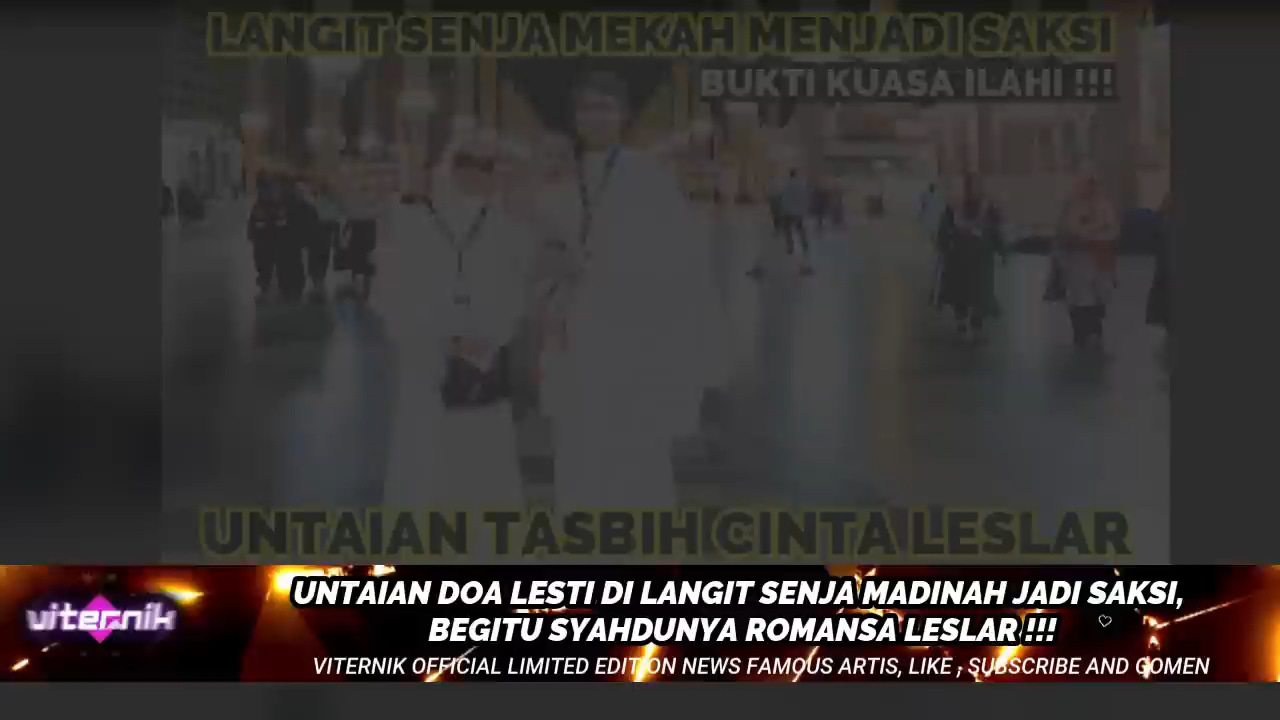 LANGIT SENJA MEKAH MENJADI SAKSI
BUKTI KUASA ILAHI !!!
UNTAIAN TASBIH CINTA LESLAR
viternik
UNTAIAN DOA LESTI DI LANGIT SENJA MADINAH JADI SAKSI,
BEGITU SYAHDUNYA ROMANSA LESLAR !!!
VITERNIK OFFICIAL LIMITED EDITION NEWS FAMOUS ARTIS, LIKE , SUBSCRIBE AND COMEN